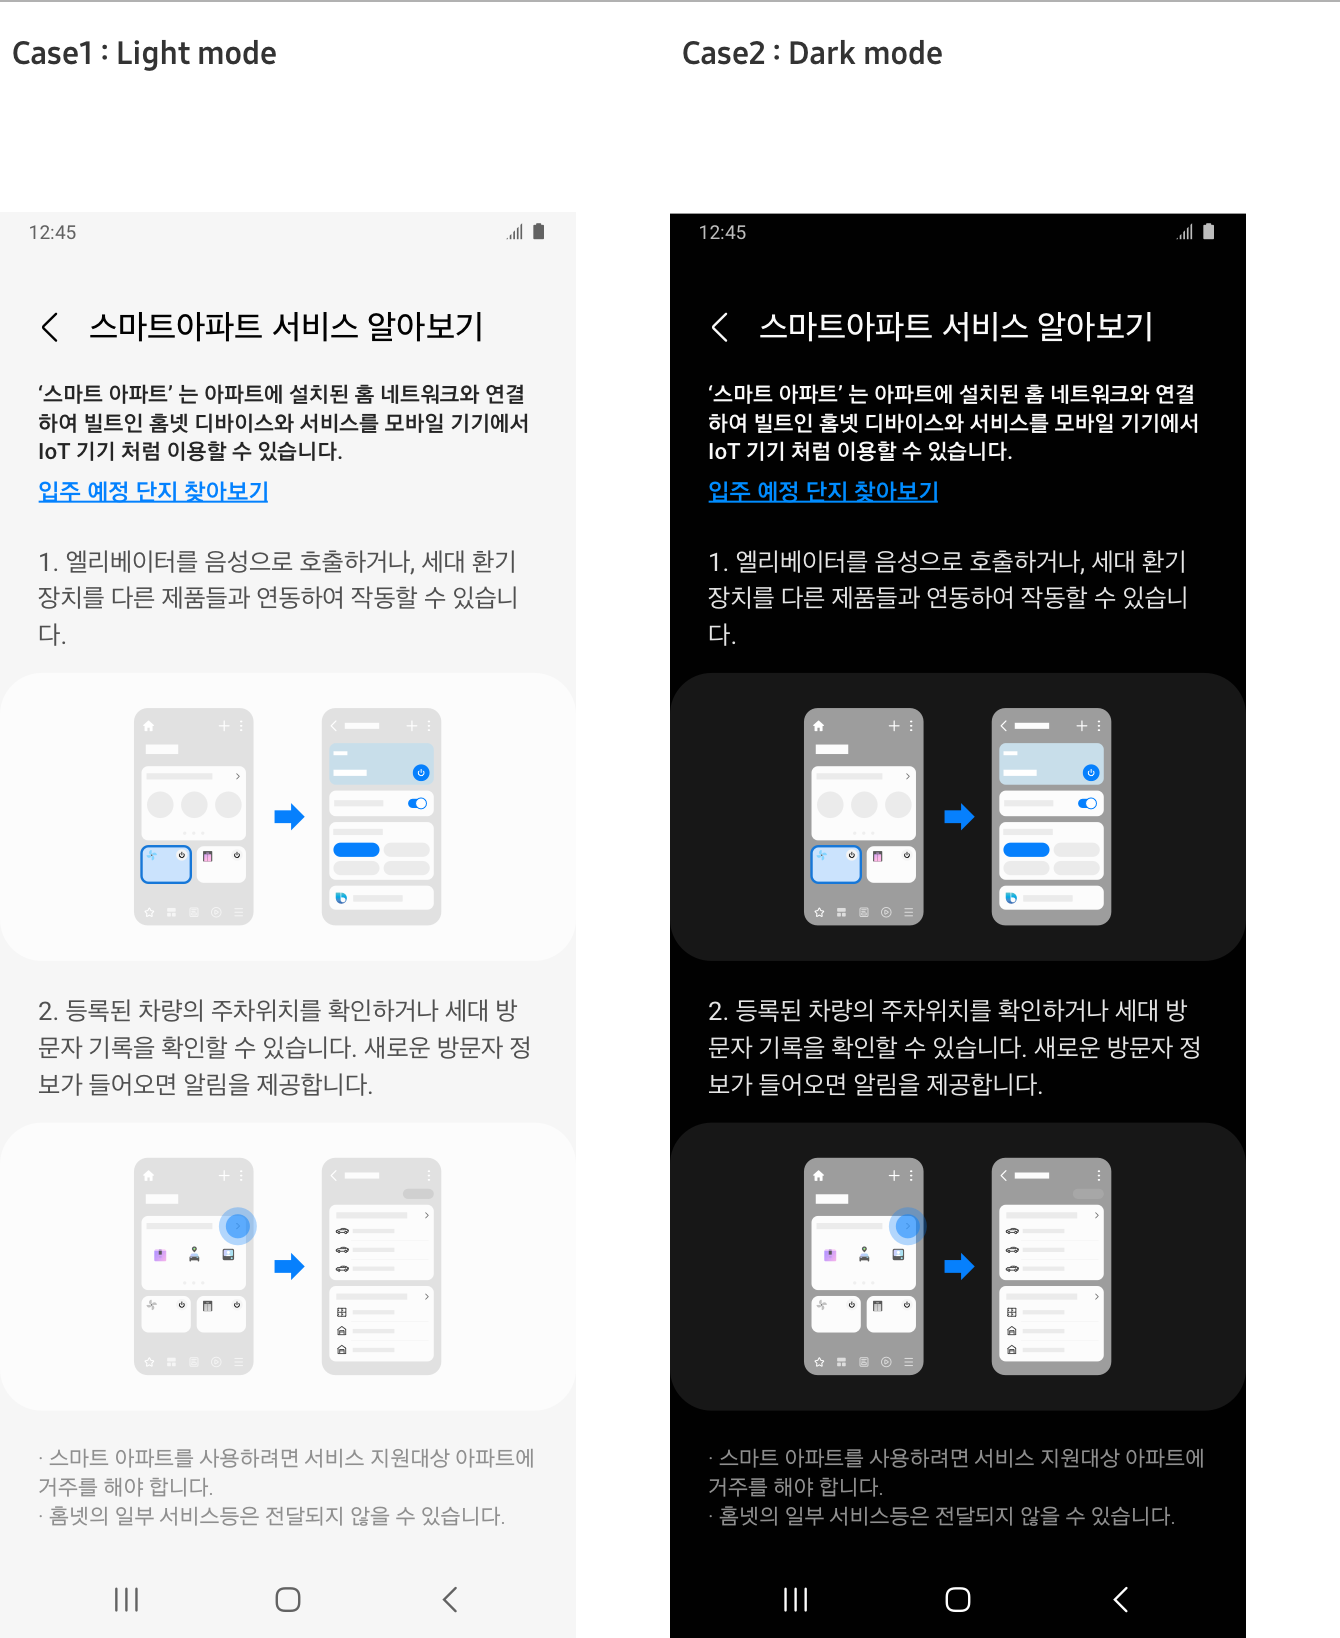 Case1 : Light mode
12:45
스마트아파트 서비스 알아보기
‘스마트 아파트’ 는 아파트에 설치된 홈 네트워크와 연결
하여 빌트인 홈넷 디바이스와 서비스를 모바일 기기에서
IoT 기기 처럼 이용할 수 있습니다.
입주 예정 단지 찾아보기
1. 엘리베이터를 음성으로 호출하거나, 세대 환기
장치를 다른 제품들과 연동하여 작동할 수 있습니
다.
2. 등록된 차량의 주차위치를 확인하거나 세대 방
문자 기록을 확인할 수 있습니다. 새로운 방문자 정
보가 들어오면 알림을 제공합니다.
· 스마트 아파트를 사용하려면 서비스 지원대상 아파트에
거주를 해야 합니다.
· 홈넷의 일부 서비스등은 전달되지 않을 수 있습니다.
Case2 : Dark mode
12:45
스마트아파트 서비스 알아보기
‘스마트 아파트’ 는 아파트에 설치된 홈 네트워크와 연결
하여 빌트인 홈넷 디바이스와 서비스를 모바일 기기에서
IoT 기기 처럼 이용할 수 있습니다.
입주 예정 단지 찾아보기
1. 엘리베이터를 음성으로 호출하거나, 세대 환기
장치를 다른 제품들과 연동하여 작동할 수 있습니
다.
2. 등록된 차량의 주차위치를 확인하거나 세대 방
문자 기록을 확인할 수 있습니다. 새로운 방문자 정
보가 들어오면 알림을 제공합니다.
· 스마트 아파트를 사용하려면 서비스 지원대상 아파트에
거주를 해야 합니다.
· 홈넷의 일부 서비스등은 전달되지 않을 수 있습니다.